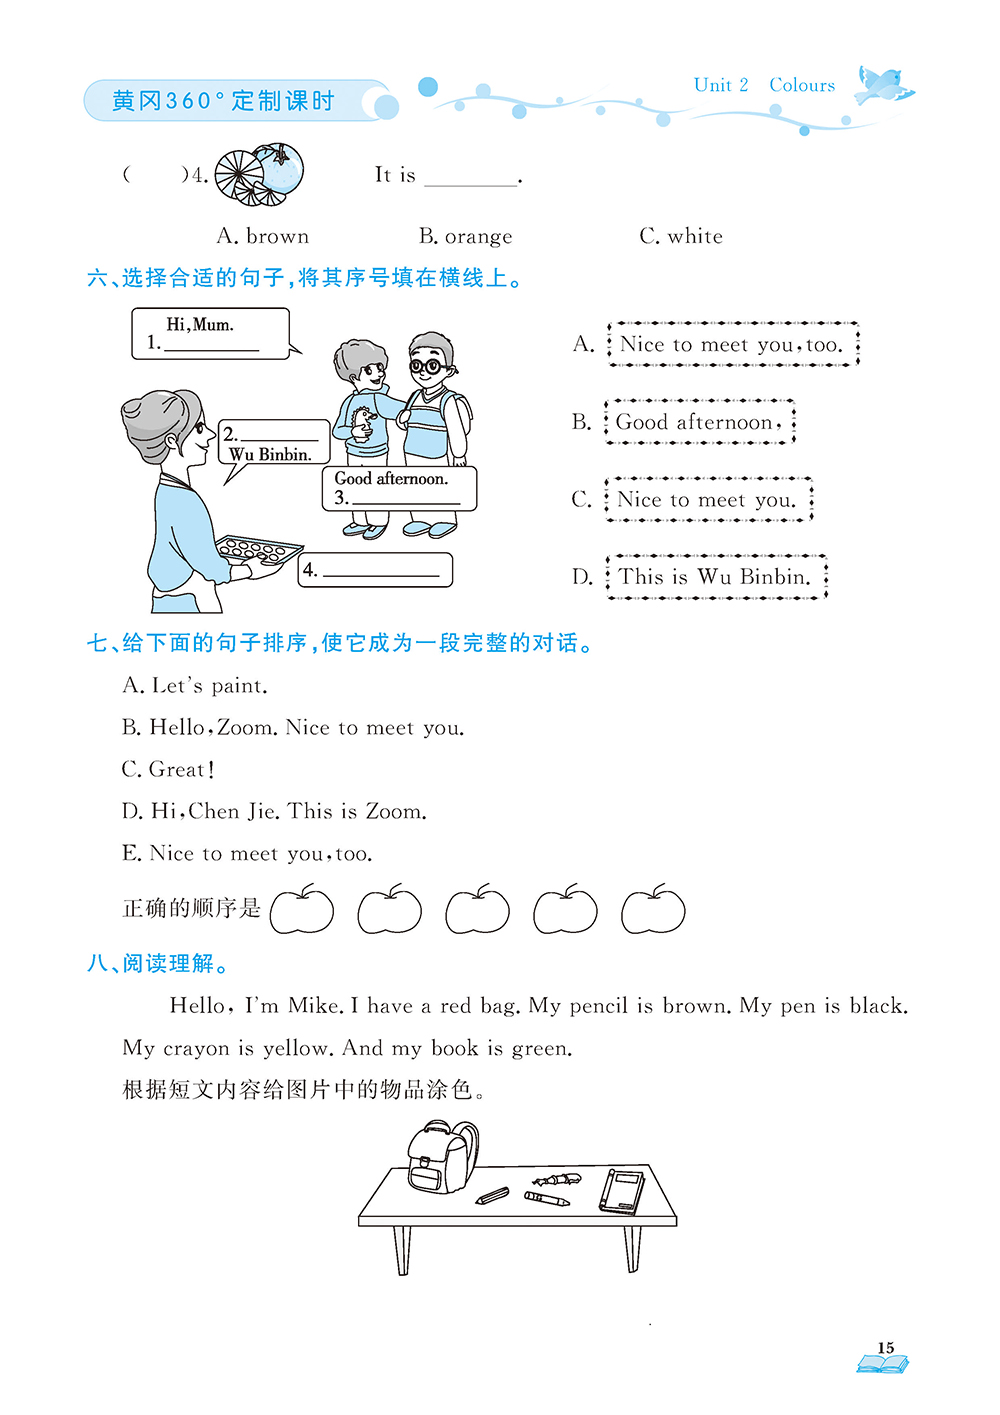 黄冈360°定制课时
Unit 2 Colours
( )4. It is ________.
A. brown B. orange C. white
六、选择合适的句子,将其序号填在横线上。
Hi,Mum.
1.__________
2.________
Wu Binbin.
Good afternoon.
3.___________
4.____________
A. Nice to meet you,too.
B. Good afternoon,
C. Nice to meet you.
D. This is Wu Binbin.
七、给下面的句子排序,使它成为一段完整的对话。
A. Let's paint.
B. Hello,Zoom. Nice to meet you.
C. Great!
D. Hi,Chen Jie. This is Zoom.
E. Nice to meet you,too.
正确的顺序是
八、阅读理解。
Hello, I'm Mike. I have a red bag. My pencil is brown. My pen is black.
My crayon is yellow. And my book is green.
根据短文内容给图片中的物品涂色。
15